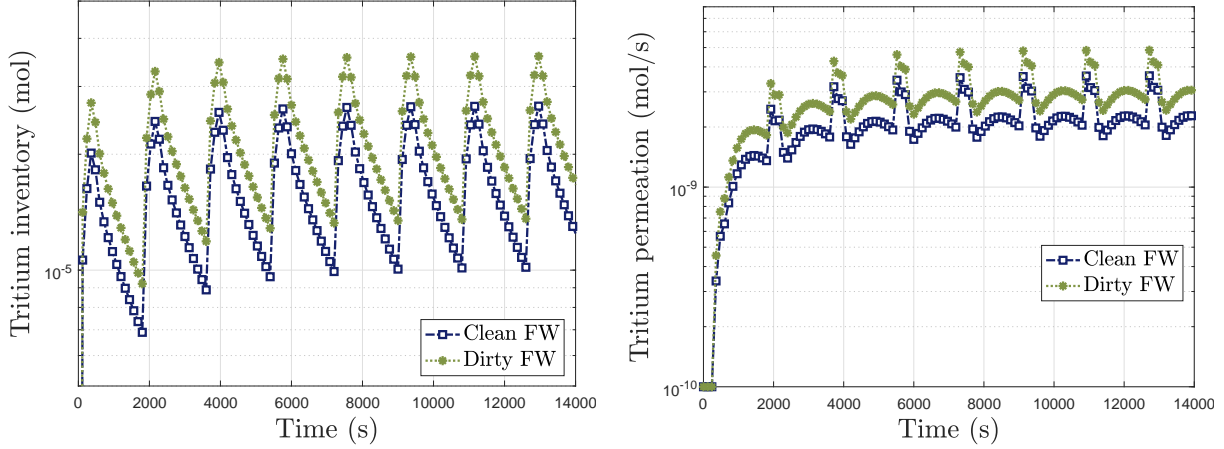 Tritium inventory (mol)
10^-5
0
2000
4000
6000
8000
10000
12000
14000
Time (s)
Clean FW
Dirty FW
Tritium permeation (mol/s)
10^-9
10^-10
0
2000
4000
6000
8000
10000
12000
14000
Time (s)
Clean FW
Dirty FW